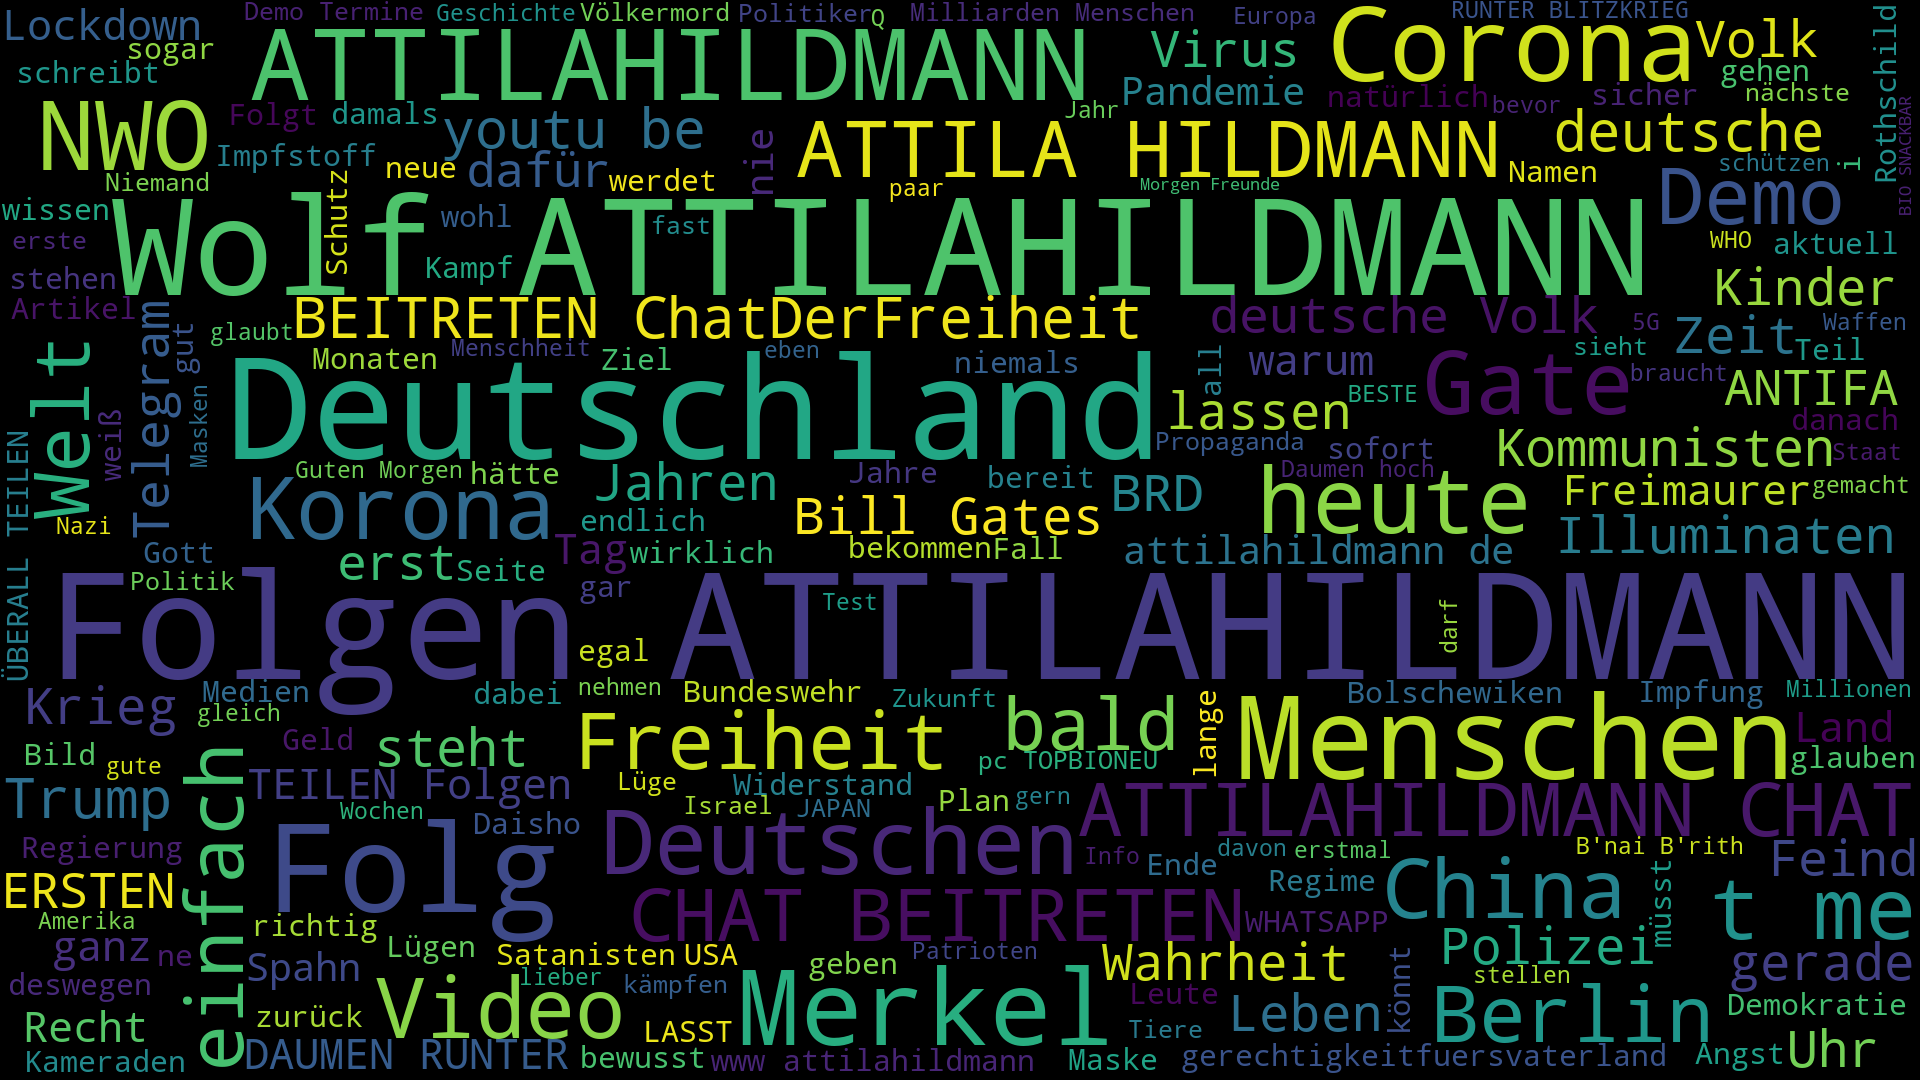 Lockdown
Demo Termine
Geschichte
Völkermord
Politiker
Q
Milliarden Menschen
Europa
RUNTER BLITZKRIEG
sogar
schreibt
ATTILAHILDMANN
Virus
Corona
Volk
gehen
Rothschild
NWO
Folgt
damals
youtu be
Jahr
Pandemie
natürlich
bevor
sicher
nächste
Impfstoff
neue
dafür
werdet
nie
ATTILA HILDMANN
Namen
deutsche
schützen
i
BIO SNACKBAR
Niemand
paar
Morgen Freunde
wissen
Wolf ATTILAHILDMANN
Schutz
wohl
fast
Demo
erste
Kampf
WHO
aktuell
stehen
Artikel
Telegram
gut
glaubt
BEITRETEN ChatDerFreiheit
deutsche Volk
5G
Kinder
Waffen
Welt
Monaten
Menschheit
Ziel
eben
niemals
all
warum
sieht
Zeit
Teil
weiß
Masken
Deutschland
lassen
BESTE
Gate
braucht
ANTIFA
danach
ÜBERALL TEILEN
Guten Morgen
hätte
Jahren
Jahre
bereit
Propaganda
sofort
Daumen hoch
Kommunisten
Staat
Nazi
Korona
endlich
Bill Gates
BRD
heute
Freimaurer
gemacht
Gott
erst
Seite
Tag
wirklich
bekommen
Fall
attilahildmann de
Illuminaten
Politik
gar
Test
darf
Folgen ATTILAHILDMANN
egal
Krieg
Medien
gleich
dabei
nehmen
Bundeswehr
Zukunft
bald
lange
Bolschewiken
Impfung
Millionen
Bild
gute
Geld
steht
Freiheit
pc TOPBIONEU
Menschen
Land
glauben
Trump
einfach
TEILEN Folgen
Lüge
Widerstand
Wochen
Israel
JAPAN
Plan
gern
ATTILAHILDMANN CHAT
Regierung
Folg
Daisho
Deutschen
Info
Ende
davon
erstmal
B'nai B'rith
Feind
ERSTEN
Regime
China
müsst
t me
Amerika
richtig
CHAT BEITRETEN
WHATSAPP
ganz
ne
Lügen
Satanisten
USA
Patrioten
Polizei
gerade
deswegen
Spahn
lieber
kämpfen
geben
Wahrheit
könnt
stellen
Recht
zurück
Video
LASST
Merkel
Leute
Tiere
Leben
Berlin
Demokratie
Kameraden
DAUMEN RUNTER
bewusst
www attilahildmann
Maske
gerechtigkeitfuersvaterland
Angst
Uhr